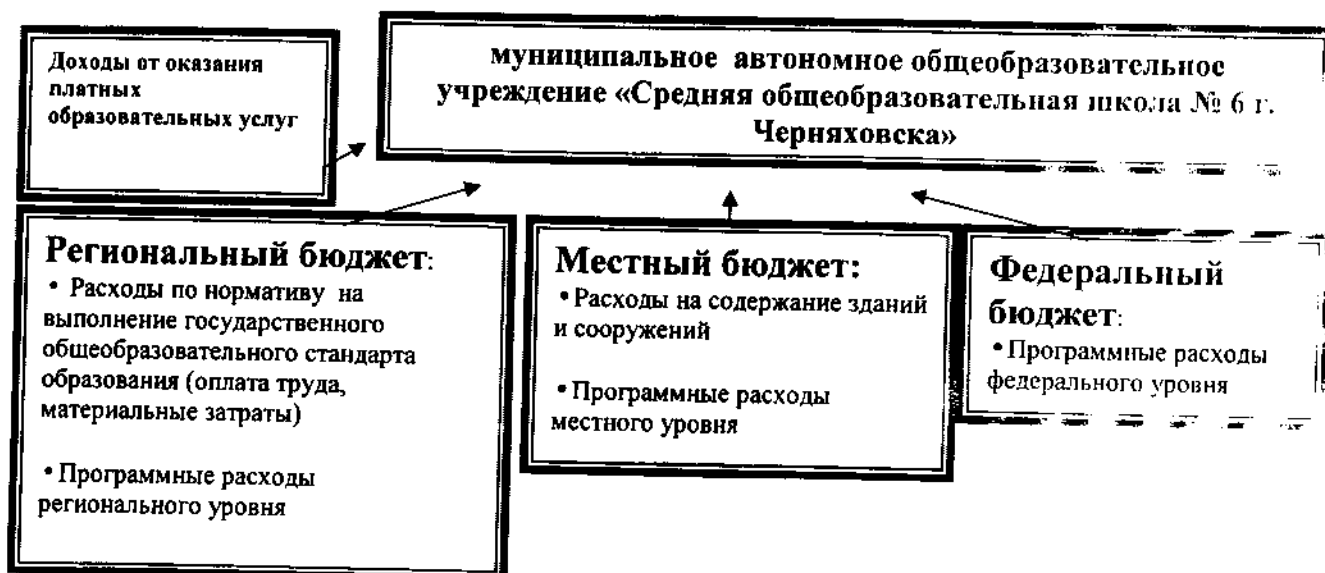 Доходы от оказания
платных
образовательных услуг
муниципальное автономное общеобразовательное
учреждение «Средняя общеобразовательная школа № 6 г.
Черняховска»
Региональный бюджет:
• Расходы по нормативу на
выполнение государственного
общеобразовательного стандарта
образования (оплата труда,
материальные затраты)
• Программные расходы
регионального уровня
Местный бюджет:
• Расходы на содержание зданий
и сооружений
• Программные расходы
местного уровня
Федеральный
бюджет:
• Программные расходы
федерального уровня